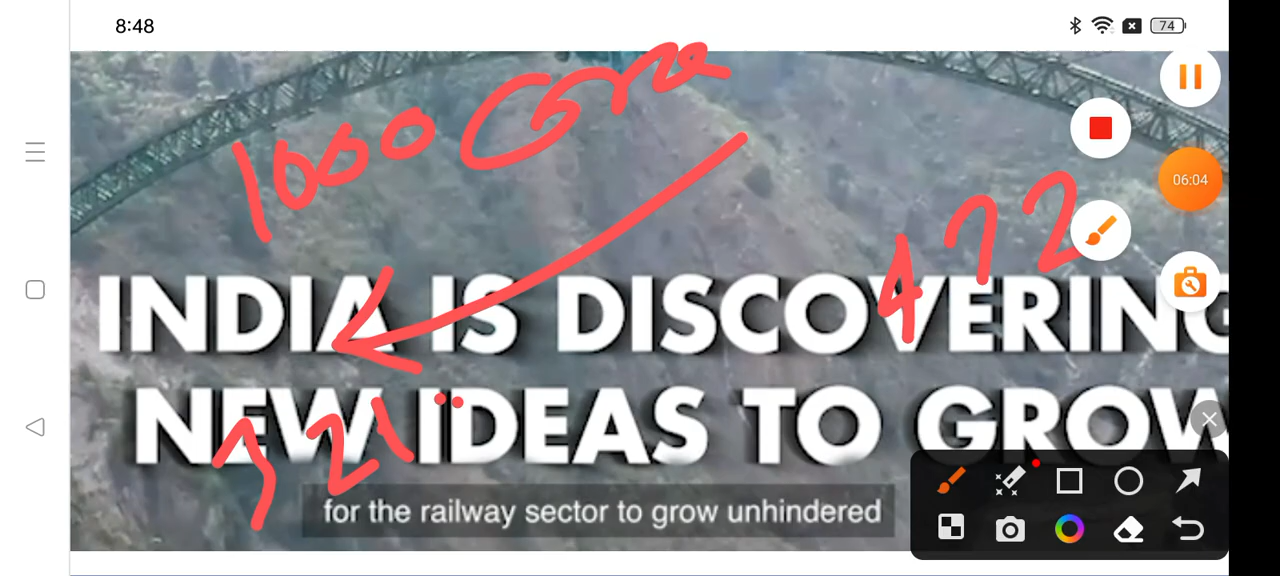 8:48
74
1000 Crore
06:04
472
INDIA IS DISCOVERING
NEW IDEAS TO GROW
721
for the railway sector to grow unhindered